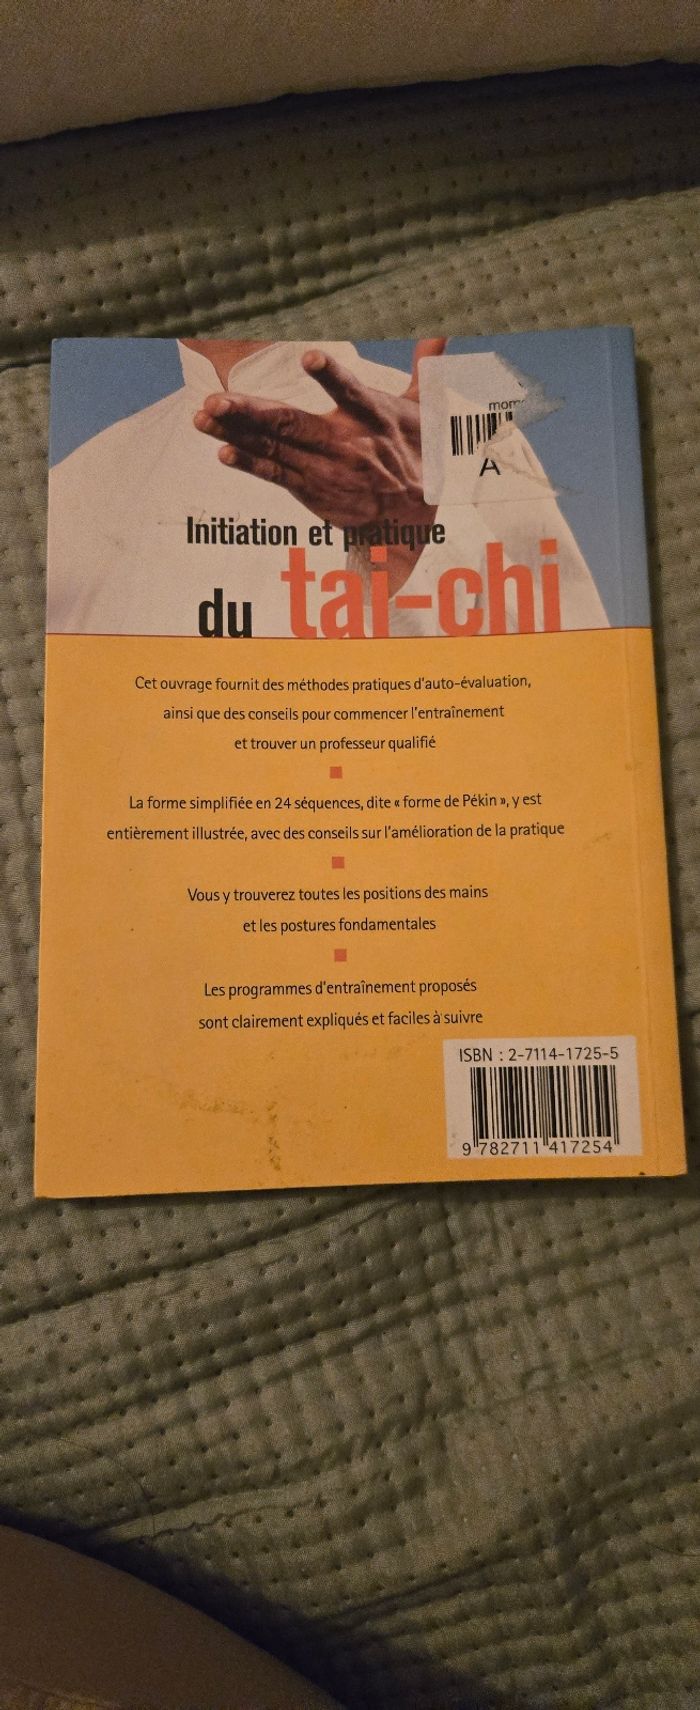 A
Initiation et pratique
du tai-chi
Cet ouvrage fournit des méthodes pratiques d'auto-évaluation,
ainsi que des conseils pour commencer l'entraînement
et trouver un professeur qualifié
La forme simplifiée en 24 séquences, dite « forme de Pékin », y est
entièrement illustrée, avec des conseils sur l'amélioration de la pratique
Vous y trouverez toutes les positions des mains
et les postures fondamentales
Les programmes d'entraînement proposés
sont clairement expliqués et faciles à suivre
ISBN : 2-7114-1725-5
9 782711 417254